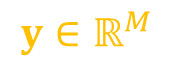 𝐲 ∈ ℝ^𝑀